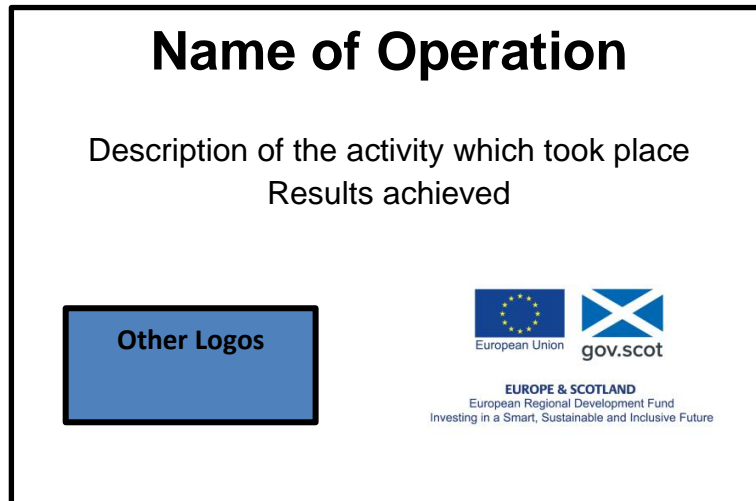 Name of Operation
Description of the activity which took place
Results achieved
Other Logos
European Union
gov.scot
EUROPE & SCOTLAND
European Regional Development Fund
Investing in a Smart, Sustainable and Inclusive Future